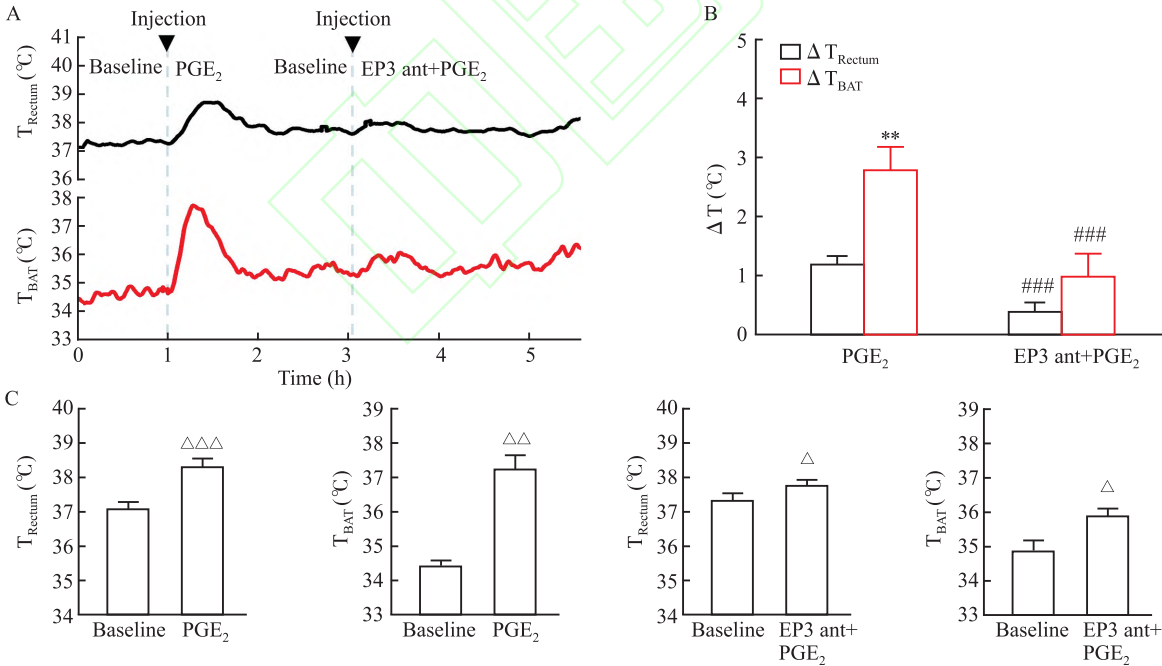 A
Injection
Injection
Baseline
PGE₂
Baseline
EP3 ant+PGE₂
T_Rectum (℃)
41
40
39
38
37
36
T_BAT (℃)
38
37
36
35
34
33
0
1
2
3
4
5
Time (h)
B
Δ T_Rectum
Δ T_BAT
Δ T (℃)
5
4
3
2
1
0
**
###
###
PGE₂
EP3 ant+PGE₂
C
T_Rectum (℃)
40
39
38
37
36
35
34
△△△
Baseline
PGE₂
T_BAT (℃)
39
38
37
36
35
34
33
△△
Baseline
PGE₂
T_Rectum (℃)
40
39
38
37
36
35
34
△
Baseline
EP3 ant+
PGE₂
T_BAT (℃)
39
38
37
36
35
34
33
△
Baseline
EP3 ant+
PGE₂